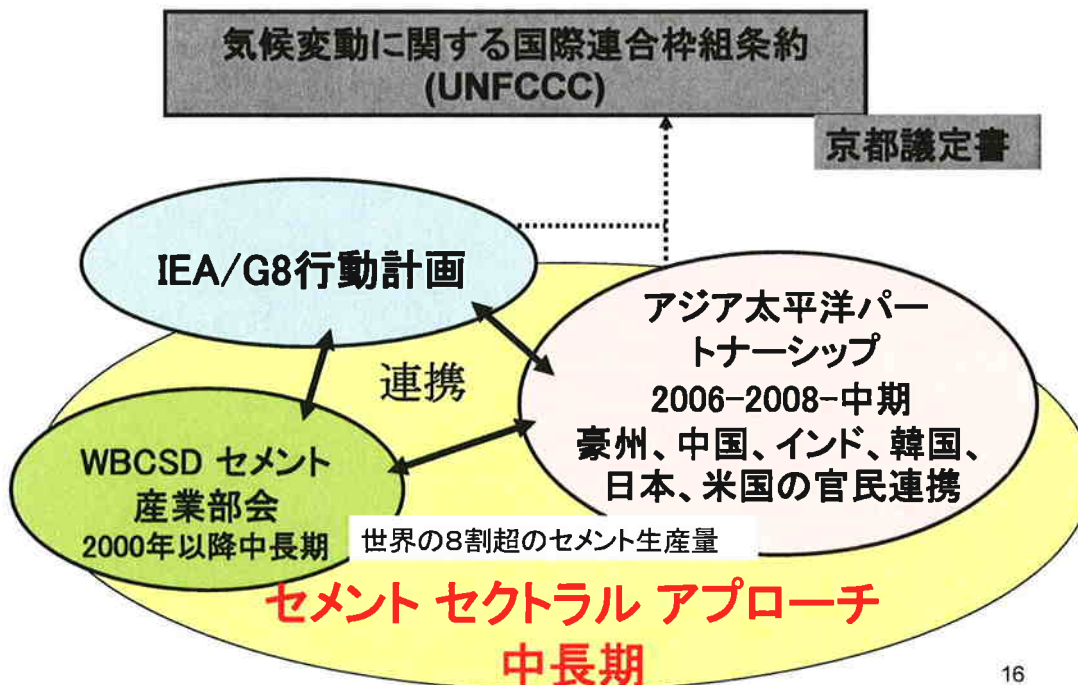 気候変動に関する国際連合枠組条約
(UNFCCC)
京都議定書
IEA/G8行動計画
アジア太平洋パー
トナーシップ
2006-2008-中期
豪州、中国、インド、韓国、
日本、米国の官民連携
連携
WBCSD セメント
産業部会
2000年以降中長期
世界の8割超のセメント生産量
セメント セクトラル アプローチ
中長期
16